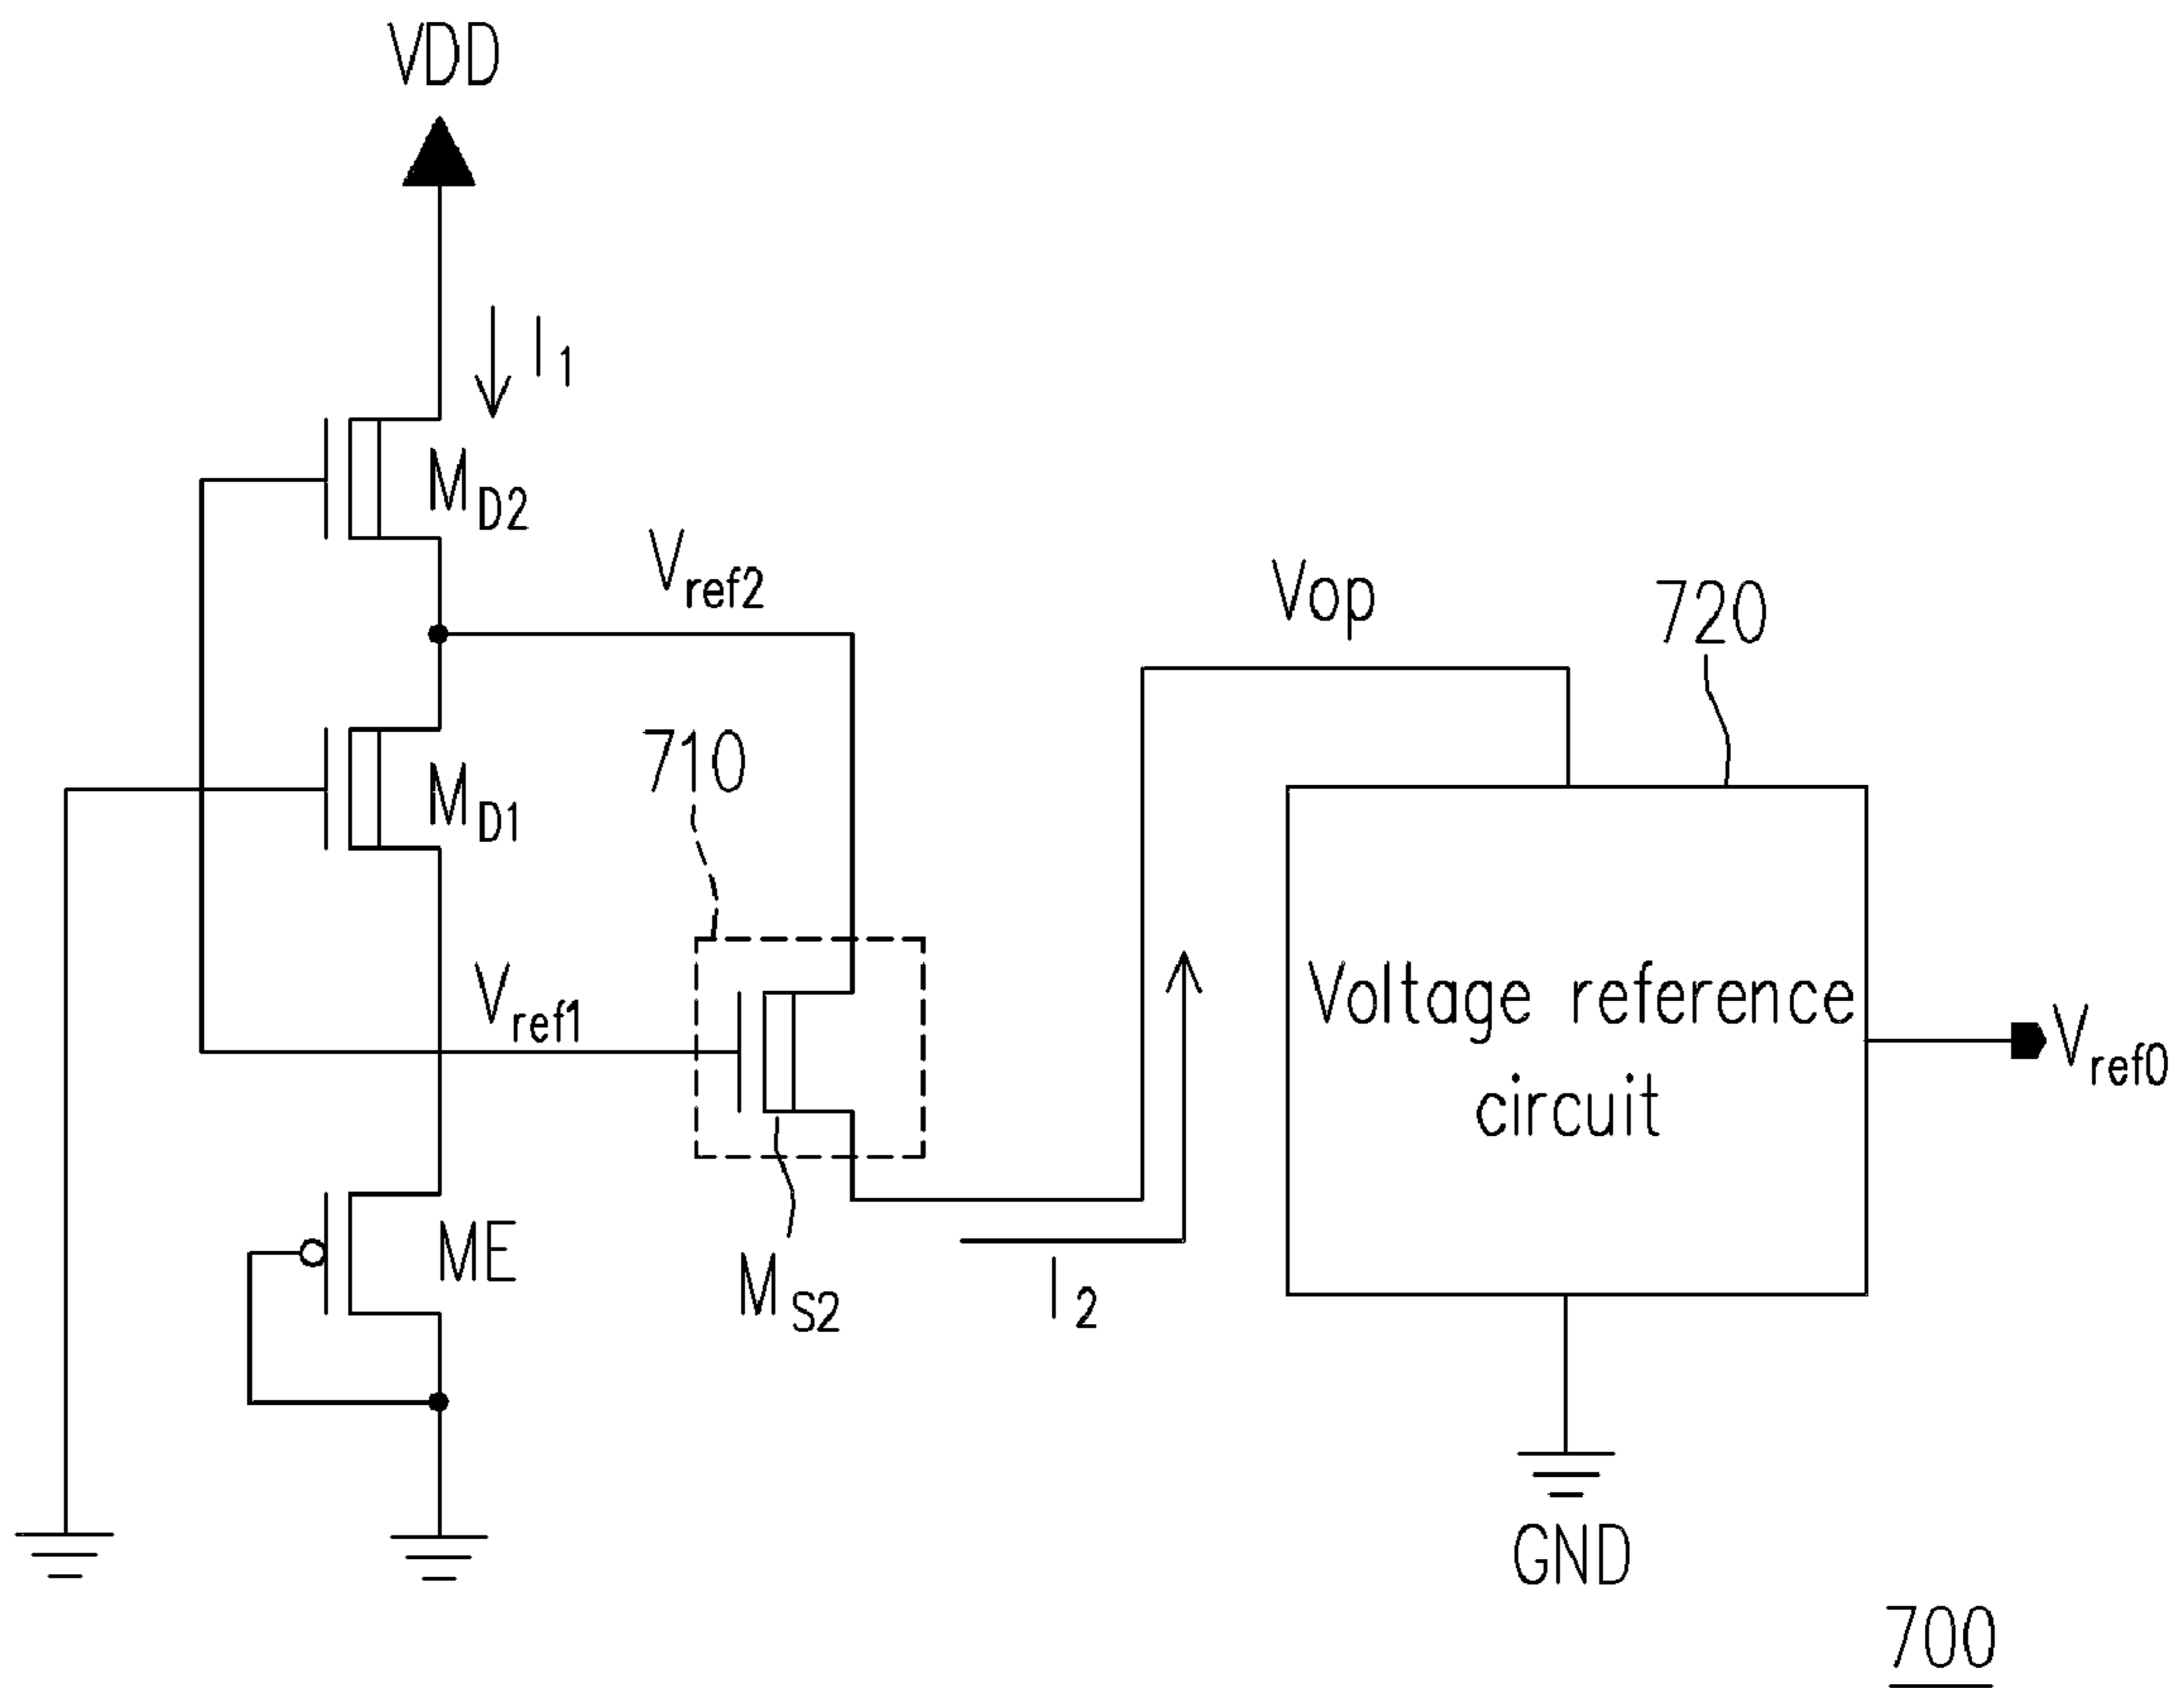 VDD
I1
MD2
Vref2
Vop
720
710
MD1
Vref1
Voltage reference
circuit
Vref0
ME
MS2
I2
GND
700